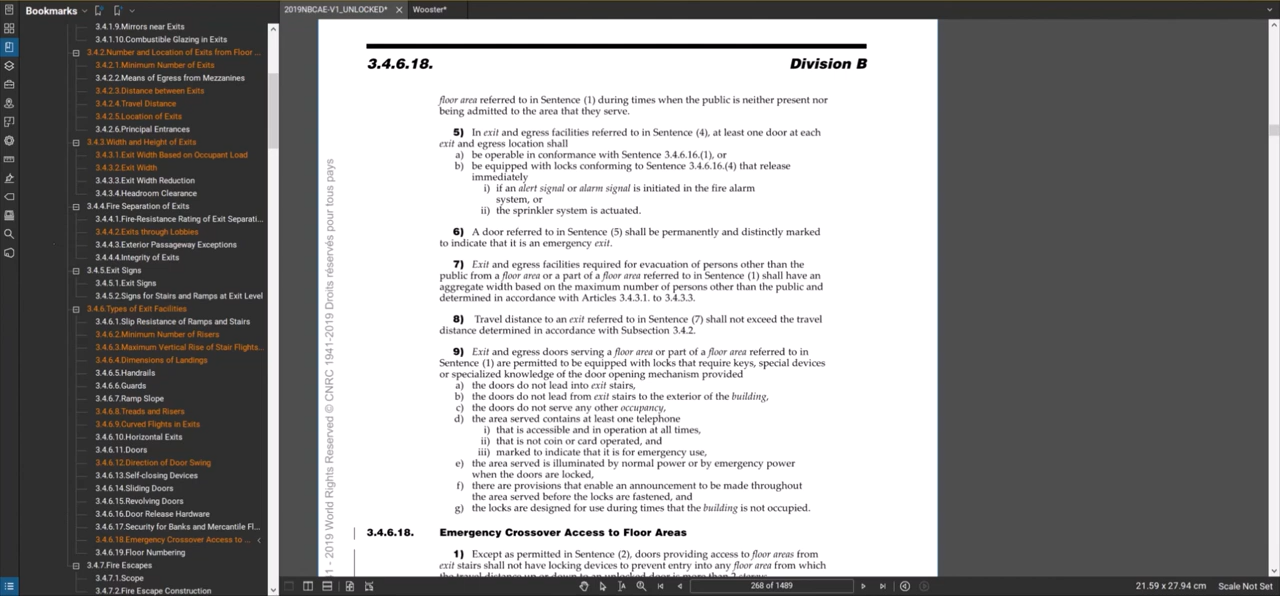 Bookmarks
2019NBCAE-V1_UNLOCKED*
Wooster*
3.4.1.9.Mirrors near Exits
3.4.1.10.Combustible Glazing in Exits
3.4.2.Number and Location of Exits from Floor ...
3.4.2.1.Minimum Number of Exits
3.4.2.2.Means of Egress from Mezzanines
3.4.2.3.Distance between Exits
3.4.2.4.Travel Distance
3.4.2.5.Location of Exits
3.4.2.6.Principal Entrances
3.4.3.Width and Height of Exits
3.4.3.1.Exit Width Based on Occupant Load
3.4.3.2.Exit Width
3.4.3.3.Exit Width Reduction
3.4.3.4.Headroom Clearance
3.4.4.Fire Separation of Exits
3.4.4.1.Fire-Resistance Rating of Exit Separati...
3.4.4.2.Exits through Lobbies
3.4.4.3.Exterior Passageway Exceptions
3.4.4.4.Integrity of Exits
3.4.5.Exit Signs
3.4.5.1.Exit Signs
3.4.5.2.Signs for Stairs and Ramps at Exit Level
3.4.6.Types of Exit Facilities
3.4.6.1.Slip Resistance of Ramps and Stairs
3.4.6.2.Minimum Number of Risers
3.4.6.3.Maximum Vertical Rise of Stair Flights...
3.4.6.4.Dimensions of Landings
3.4.6.5.Handrails
3.4.6.6.Guards
3.4.6.7.Ramp Slope
3.4.6.8.Treads and Risers
3.4.6.9.Curved Flights in Exits
3.4.6.10.Horizontal Exits
3.4.6.11.Doors
3.4.6.12.Direction of Door Swing
3.4.6.13.Self-closing Devices
3.4.6.14.Sliding Doors
3.4.6.15.Revolving Doors
3.4.6.16.Door Release Hardware
3.4.6.17.Security for Banks and Mercantile Fl...
3.4.6.18.Emergency Crossover Access to ...
3.4.6.19.Floor Numbering
3.4.7.Fire Escapes
3.4.7.1.Scope
3.4.7.2.Fire Escape Construction
3.4.6.18.
Division B
floor area referred to in Sentence (1) during times when the public is neither present nor
being admitted to the area that they serve.
5) In exit and egress facilities referred to in Sentence (4), at least one door at each
exit and egress location shall
a) be operable in conformance with Sentence 3.4.6.16.(1), or
b) be equipped with locks conforming to Sentence 3.4.6.16.(4) that release
immediately
i) if an alert signal or alarm signal is initiated in the fire alarm
system, or
ii) the sprinkler system is actuated.
6) A door referred to in Sentence (5) shall be permanently and distinctly marked
to indicate that it is an emergency exit.
7) Exit and egress facilities required for evacuation of persons other than the
public from a floor area or a part of a floor area referred to in Sentence (1) shall have an
aggregate width based on the maximum number of persons other than the public and
determined in accordance with Articles 3.4.3.1. to 3.4.3.3.
8) Travel distance to an exit referred to in Sentence (7) shall not exceed the travel
distance determined in accordance with Subsection 3.4.2.
9) Exit and egress doors serving a floor area or part of a floor area referred to in
Sentence (1) are permitted to be equipped with locks that require keys, special devices
or specialized knowledge of the door opening mechanism provided
a) the doors do not lead into exit stairs,
b) the doors do not lead from exit stairs to the exterior of the building,
c) the doors do not serve any other occupancy,
d) the area served contains at least one telephone
i) that is accessible and in operation at all times,
ii) that is not coin or card operated, and
iii) marked to indicate that it is for emergency use,
e) the area served is illuminated by normal power or by emergency power
when the doors are locked,
f) there are provisions that enable an announcement to be made throughout
the area served before the locks are fastened, and
g) the locks are designed for use during times that the building is not occupied.
3.4.6.18. Emergency Crossover Access to Floor Areas
1) Except as permitted in Sentence (2), doors providing access to floor areas from
exit stairs shall not have locking devices to prevent entry into any floor area from which
- 2019 World Rights Reserved © CNRC 1941-2019 Droits réservés pour tous pays
268 of 1489
21.59 x 27.94 cm
Scale Not Set